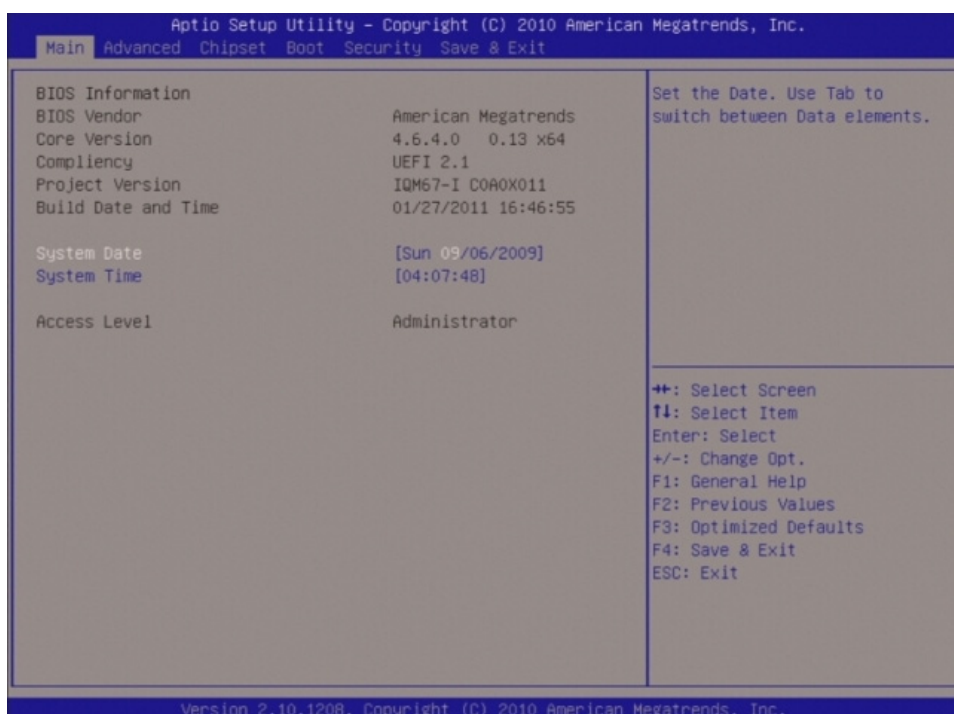 Aptio Setup Utility – Copyright (C) 2010 American Megatrends, Inc.
Main Advanced Chipset Boot Security Save & Exit
BIOS Information
BIOS Vendor American Megatrends
Core Version 4.6.4.0 0.13 x64
Compliency UEFI 2.1
Project Version IQM67-I C0A0X011
Build Date and Time 01/27/2011 16:46:55
System Date [Sun 09/06/2009]
System Time [04:07:48]
Access Level Administrator
Set the Date. Use Tab to
switch between Data elements.
→←: Select Screen
↑↓: Select Item
Enter: Select
+/-: Change Opt.
F1: General Help
F2: Previous Values
F3: Optimized Defaults
F4: Save & Exit
ESC: Exit
Version 2.10.1208. Copyright (C) 2010 American Megatrends, Inc.